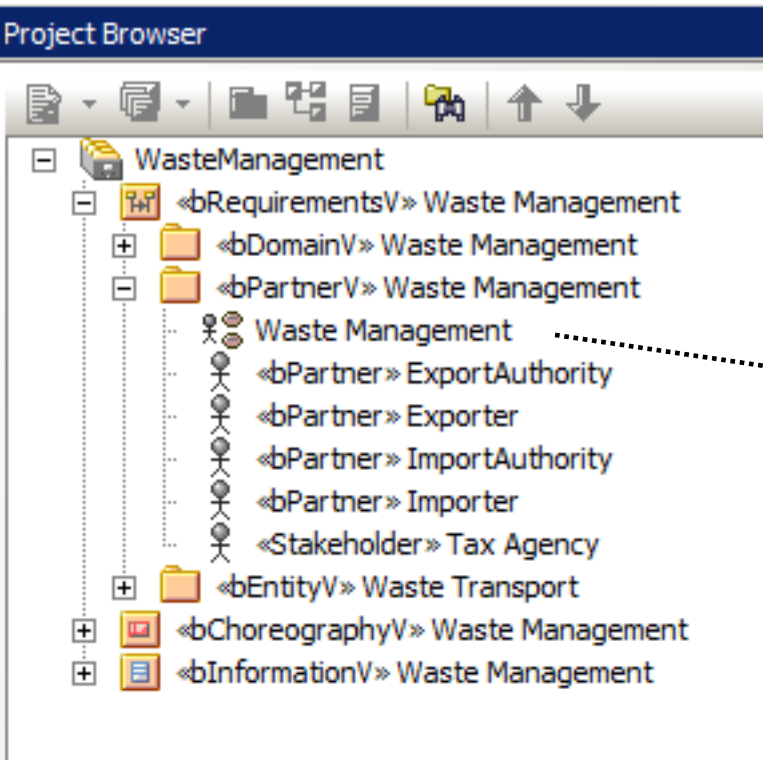 Project Browser
WasteManagement
«bRequirementsV» Waste Management
«bDomainV» Waste Management
«bPartnerV» Waste Management
Waste Management
«bPartner» ExportAuthority
«bPartner» Exporter
«bPartner» ImportAuthority
«bPartner» Importer
«Stakeholder» Tax Agency
«bEntityV» Waste Transport
«bChoreographyV» Waste Management
«bInformationV» Waste Management